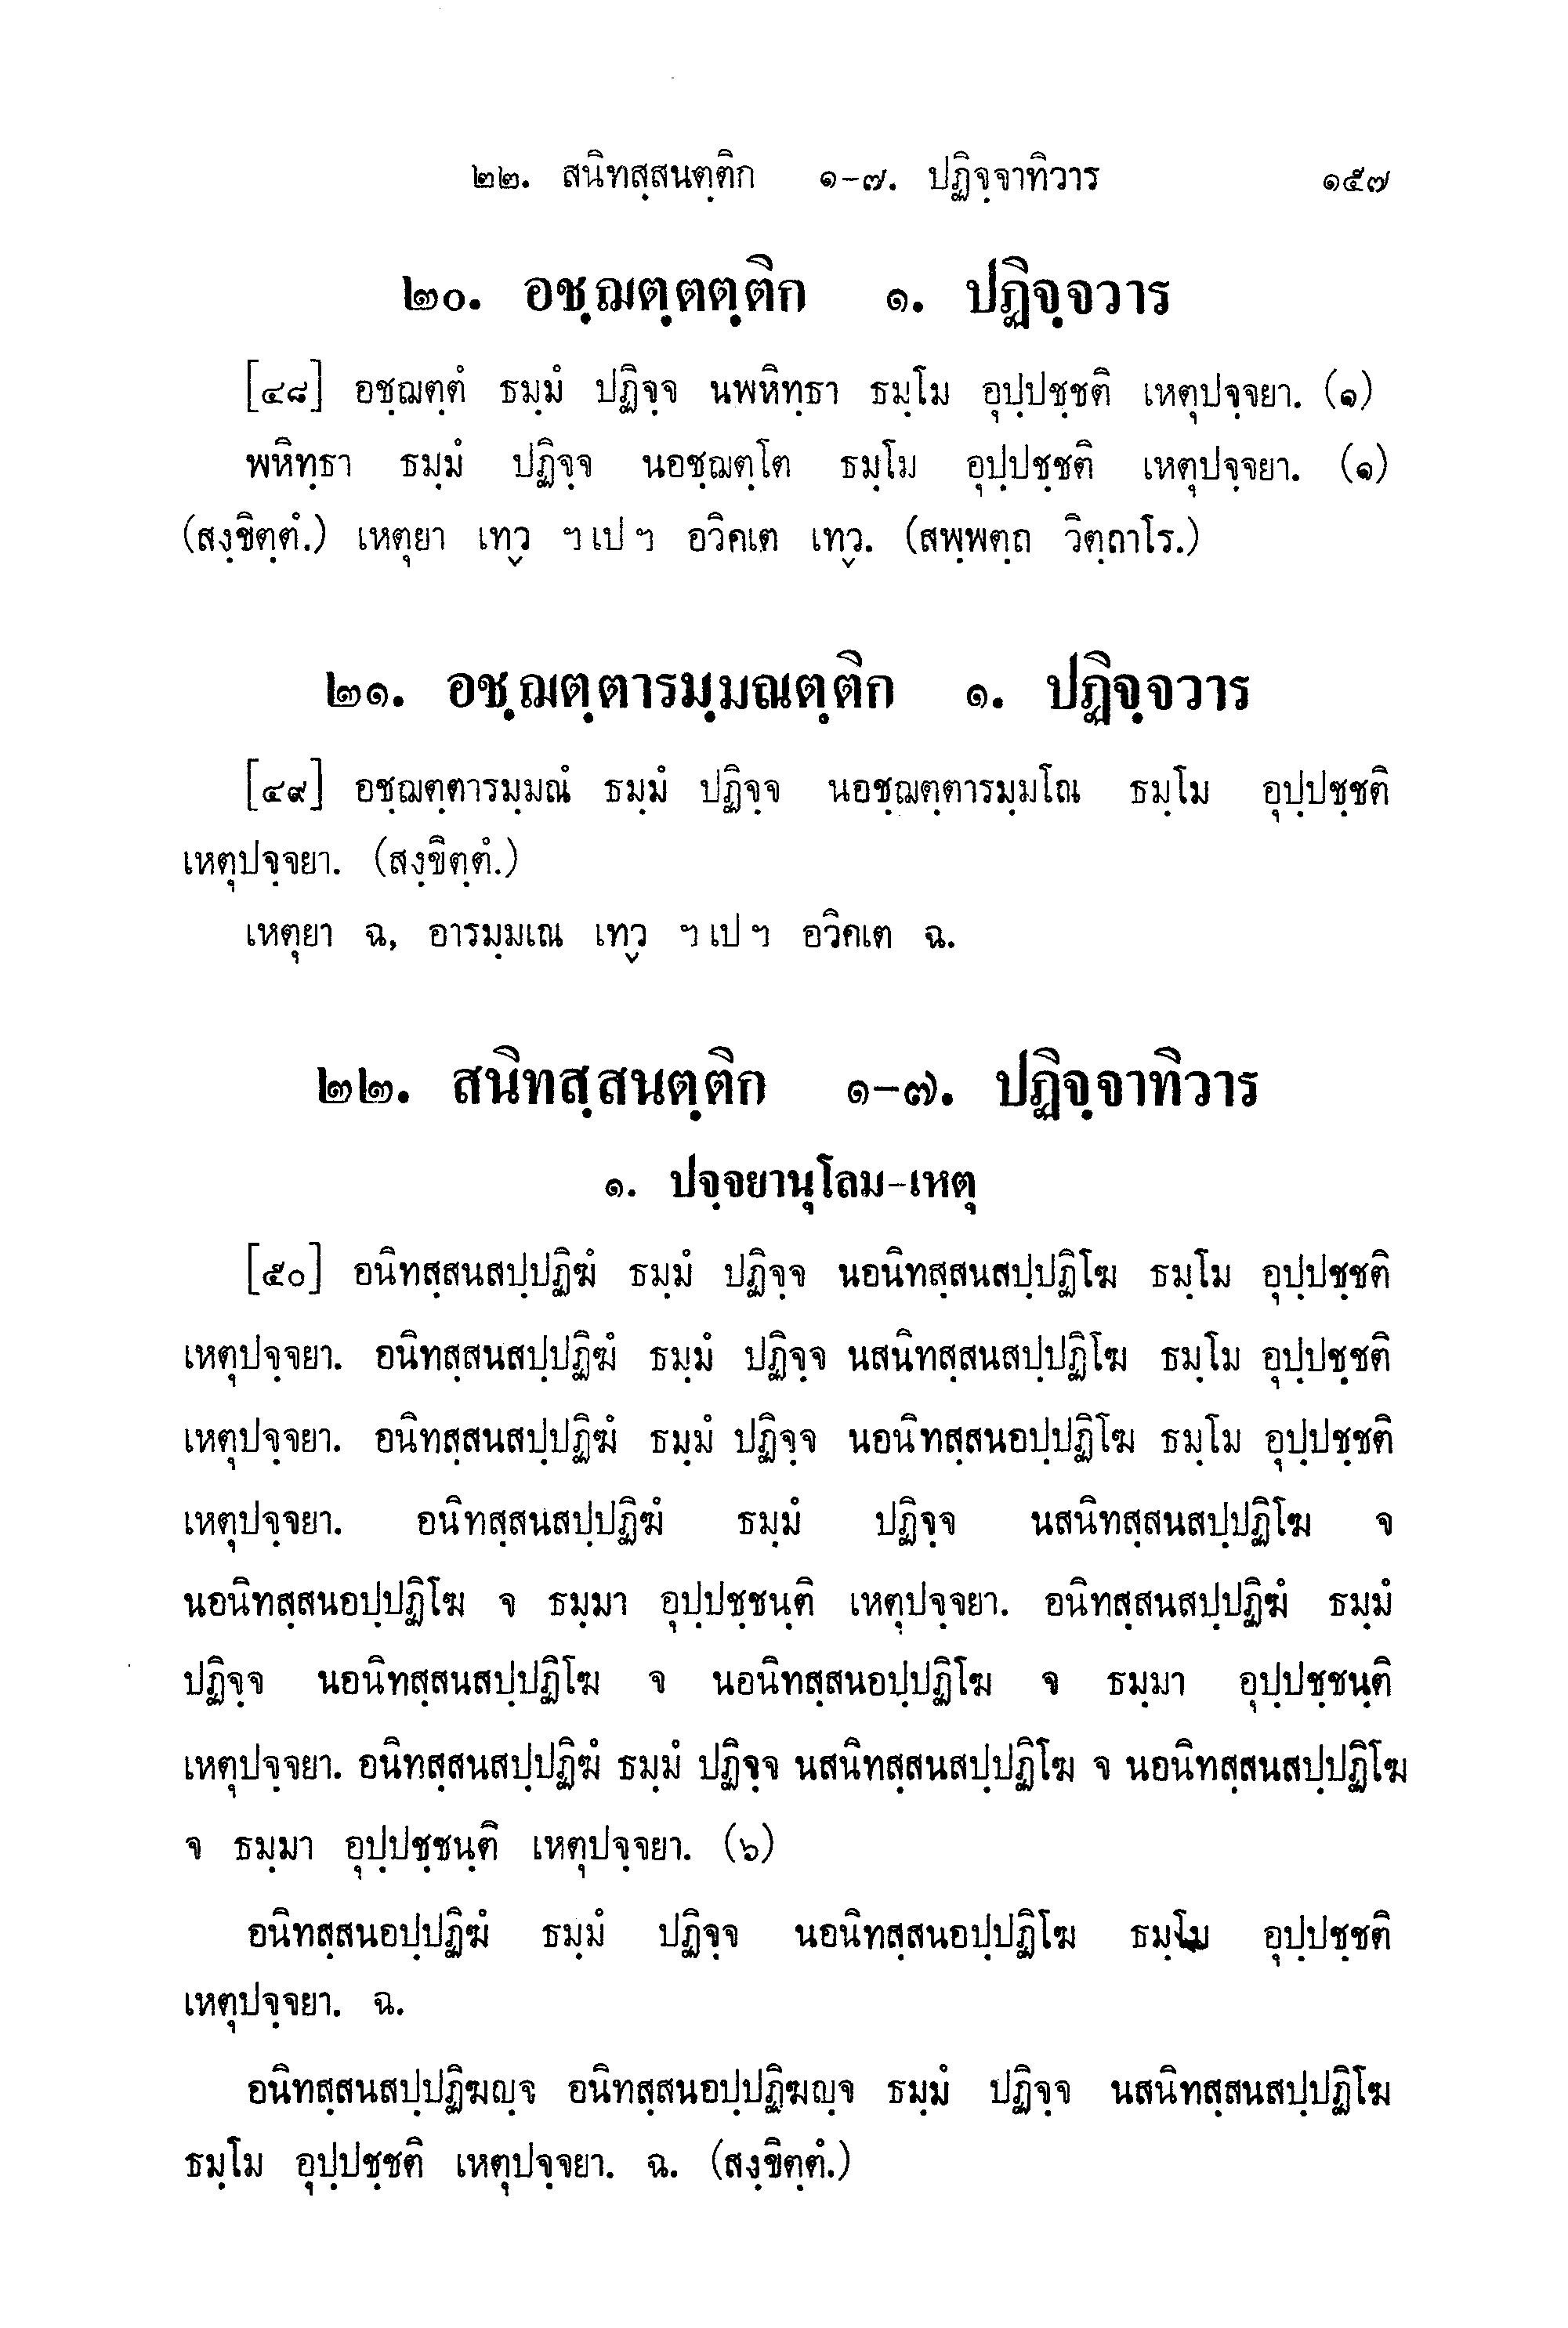 ๒๒. สนิทสฺสนตฺติก ๑-๗. ปฏิจฺจาทิวาร ๑๕๗
๒๐. อชฺฌตฺตตฺติก ๑. ปฏิจฺจวาร
[๔๘] อชฺฌตฺตํ ธมฺมํ ปฏิจฺจ นพหิทฺธา ธมฺโม อุปฺปชฺชติ เหตุปจฺจยา. (๑)
พหิทฺธา ธมฺมํ ปฏิจฺจ นอชฺฌตฺโต ธมฺโม อุปฺปชฺชติ เหตุปจฺจยา. (๑)
(สงฺขิตฺตํ.) เหตุยา เทฺว ฯ เป ฯ อวิคเต เทฺว. (สพฺพตฺถ วิตฺถาโร.)
๒๑. อชฺฌตฺตารมฺมณตฺติก ๑. ปฏิจฺจวาร
[๔๙] อชฺฌตฺตารมฺมณํ ธมฺมํ ปฏิจฺจ นอชฺฌตฺตารมฺมโณ ธมฺโม อุปฺปชฺชติ
เหตุปจฺจยา. (สงฺขิตฺตํ.)
เหตุยา ฉ, อารมฺมเณ เทฺว ฯ เป ฯ อวิคเต ฉ.
๒๒. สนิทสฺสนตฺติก ๑-๗. ปฏิจฺจาทิวาร
๑. ปจฺจยานุโลม-เหตุ
[๕๐] อนิทสฺสนสปฺปฏิฆํ ธมฺมํ ปฏิจฺจ นอนิทสฺสนสปฺปฏิโฆ ธมฺโม อุปฺปชฺชติ
เหตุปจฺจยา. อนิทสฺสนสปฺปฏิฆํ ธมฺมํ ปฏิจฺจ นสนิทสฺสนสปฺปฏิโฆ ธมฺโม อุปฺปชฺชติ
เหตุปจฺจยา. อนิทสฺสนสปฺปฏิฆํ ธมฺมํ ปฏิจฺจ นอนิทสฺสนอปฺปฏิโฆ ธมฺโม อุปฺปชฺชติ
เหตุปจฺจยา. อนิทสฺสนสปฺปฏิฆํ ธมฺมํ ปฏิจฺจ นสนิทสฺสนสปฺปฏิโฆ จ
นอนิทสฺสนอปฺปฏิโฆ จ ธมฺมา อุปฺปชฺชนฺติ เหตุปจฺจยา. อนิทสฺสนสปฺปฏิฆํ ธมฺมํ
ปฏิจฺจ นอนิทสฺสนสปฺปฏิโฆ จ นอนิทสฺสนอปฺปฏิโฆ จ ธมฺมา อุปฺปชฺชนฺติ
เหตุปจฺจยา. อนิทสฺสนสปฺปฏิฆํ ธมฺมํ ปฏิจฺจ นสนิทสฺสนสปฺปฏิโฆ จ นอนิทสฺสนสปฺปฏิโฆ
จ ธมฺมา อุปฺปชฺชนฺติ เหตุปจฺจยา. (๖)
อนิทสฺสนอปฺปฏิฆํ ธมฺมํ ปฏิจฺจ นอนิทสฺสนอปฺปฏิโฆ ธมฺโม อุปฺปชฺชติ
เหตุปจฺจยา. ฉ.
อนิทสฺสนสปฺปฏิฆญฺจ อนิทสฺสนอปฺปฏิฆญฺจ ธมฺมํ ปฏิจฺจ นสนิทสฺสนสปฺปฏิโฆ
ธมฺโม อุปฺปชฺชติ เหตุปจฺจยา. ฉ. (สงฺขิตฺตํ.)